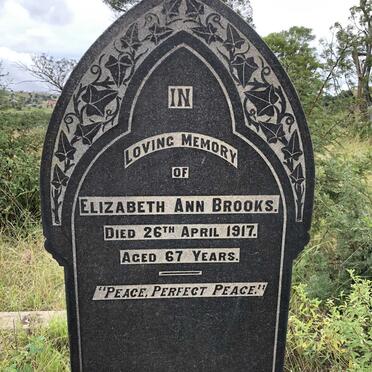 IN
LOVING MEMORY
OF
ELIZABETH ANN BROOKS.
DIED 26TH APRIL 1917.
AGED 67 YEARS.
"PEACE, PERFECT PEACE."